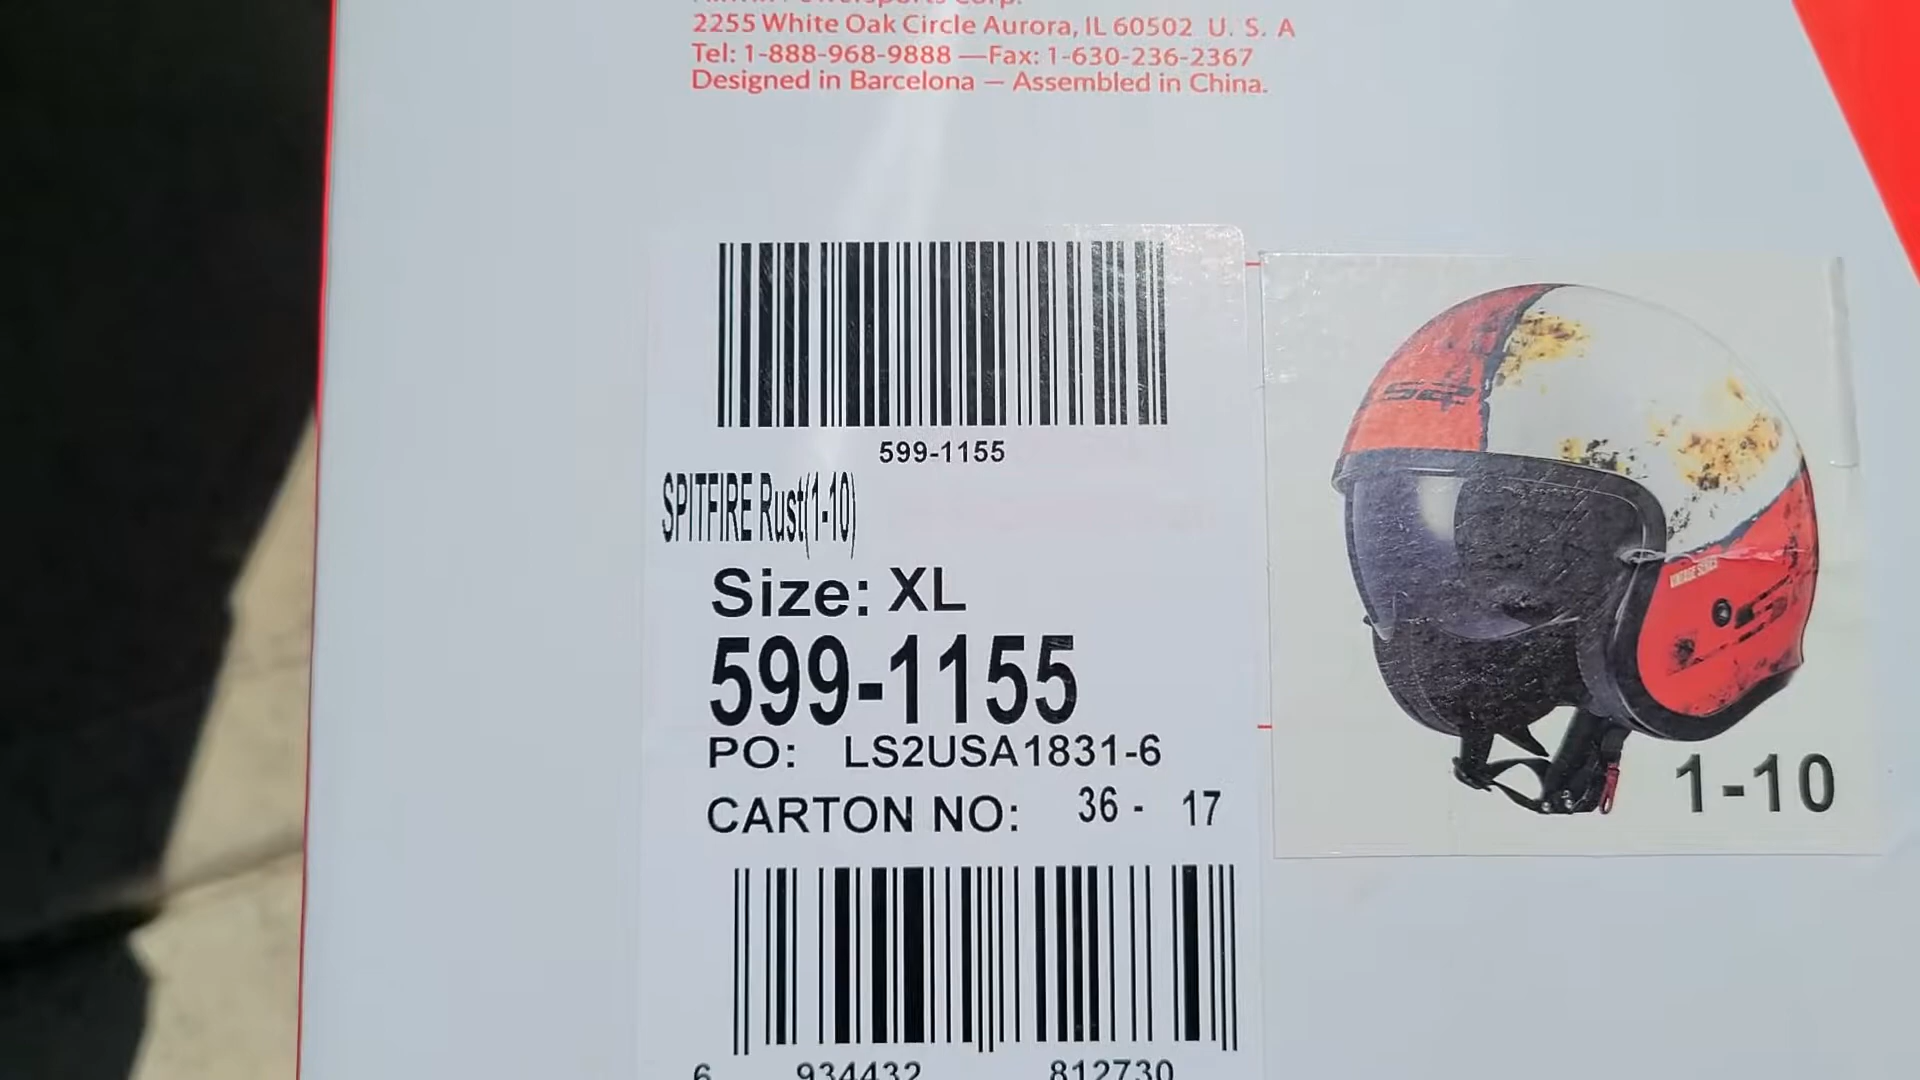 2255 White Oak Circle Aurora, IL 60502 U. S. A
Tel: 1-888-968-9888 —Fax: 1-630-236-2367
Designed in Barcelona — Assembled in China.
599-1155
SPITFIRE Rust(1-10)
Size: XL
599-1155
PO: LS2USA1831-6
CARTON NO: 36 - 17
6 934432 812730
VINTAGE SERIES
1-10